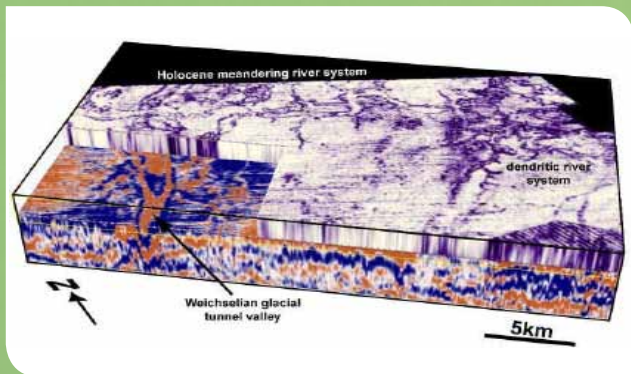 Holocene meandering river system
dendritic river
system
Weichselian glacial
tunnel valley
N
5km